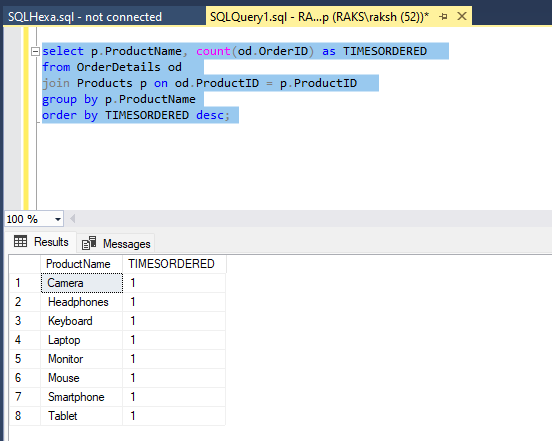 SQLHexa.sql - not connected
SQLQuery1.sql - RA...p (RAKS\raksh (52))*
select p.ProductName, count(od.OrderID) as TIMESORDERED
from OrderDetails od
join Products p on od.ProductID = p.ProductID
group by p.ProductName
order by TIMESORDERED desc;
100 %
Results Messages
ProductName TIMESORDERED
1 Camera 1
2 Headphones 1
3 Keyboard 1
4 Laptop 1
5 Monitor 1
6 Mouse 1
7 Smartphone 1
8 Tablet 1